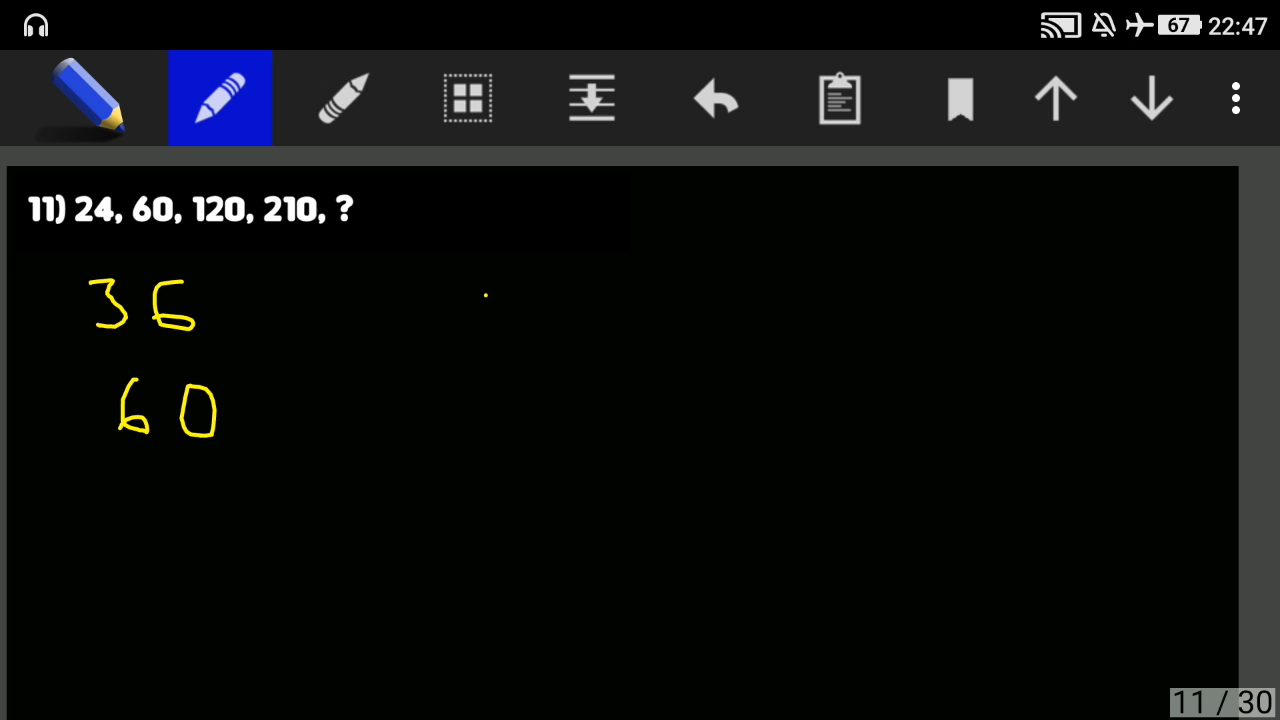 67 22:47
11) 24, 60, 120, 210, ?
36
60
11 / 30